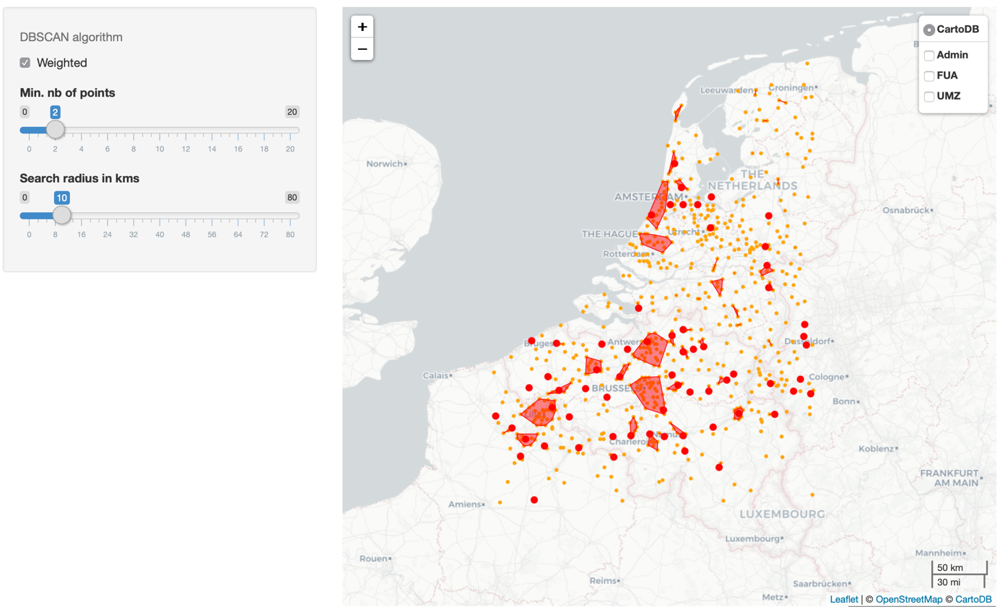 DBSCAN algorithm
Weighted
Min. nb of points
0 2 20
0 2 4 6 8 10 12 14 16 18 20
Search radius in kms
0 10 80
0 8 16 24 32 40 48 56 64 72 80
+
−
CartoDB
Admin
FUA
UMZ
Leeuwarden
Groningen
Norwich
THE
NETHERLANDS
AMSTERDAM
Osnabrück
THE HAGUE
Utrecht
Rotterdam
Bruges
Antwer
Dusseldorf
Calais
Cologne
BRUSSE
Bonn
Namur
Charleroi
Koblenz
FRANKFURT
AM MAIN
Amiens
LUXEMBOURG
Luxembourg
Rouen
Mannheim
50 km
Reims
30 mi
Saarbrücken
Metz
Leaflet | © OpenStreetMap © CartoDB